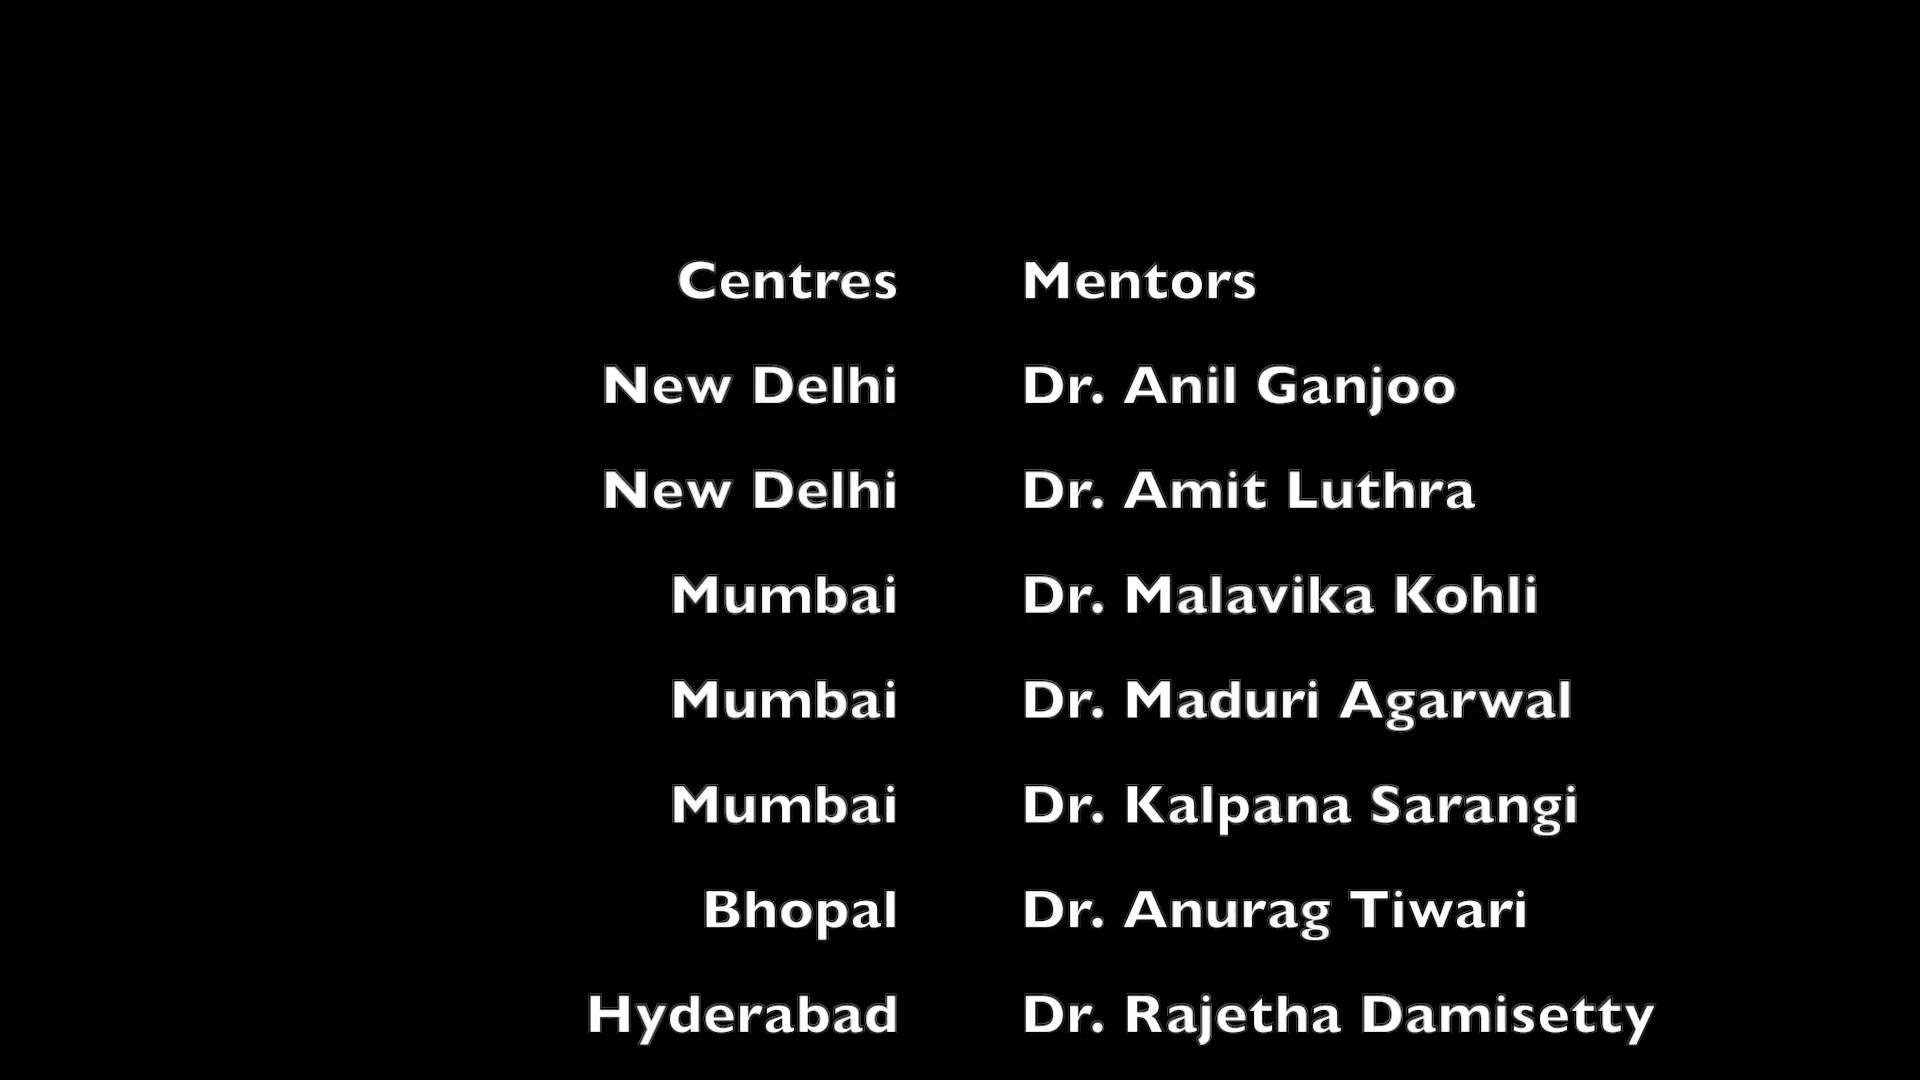 Centres Mentors
New Delhi Dr. Anil Ganjoo
New Delhi Dr. Amit Luthra
Mumbai Dr. Malavika Kohli
Mumbai Dr. Maduri Agarwal
Mumbai Dr. Kalpana Sarangi
Bhopal Dr. Anurag Tiwari
Hyderabad Dr. Rajetha Damisetty